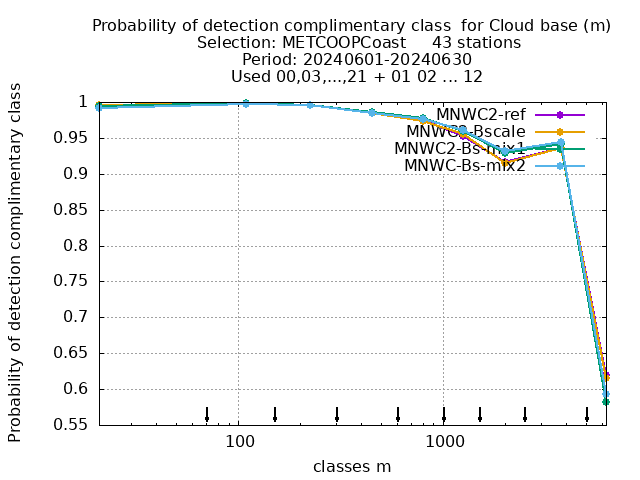 Probability of detection complimentary class  for Cloud base (m)
Selection: METCOOPCoast     43 stations
Period: 20240601-20240630
Used 00,03,...,21 + 01 02 ... 12
Probability of detection complimentary class
1
0.95
0.9
0.85
0.8
0.75
0.7
0.65
0.6
0.55
MNWC2-ref
MNWC2-Bscale
MNWC2-Bs-mix1
MNWC-Bs-mix2
100
1000
classes m